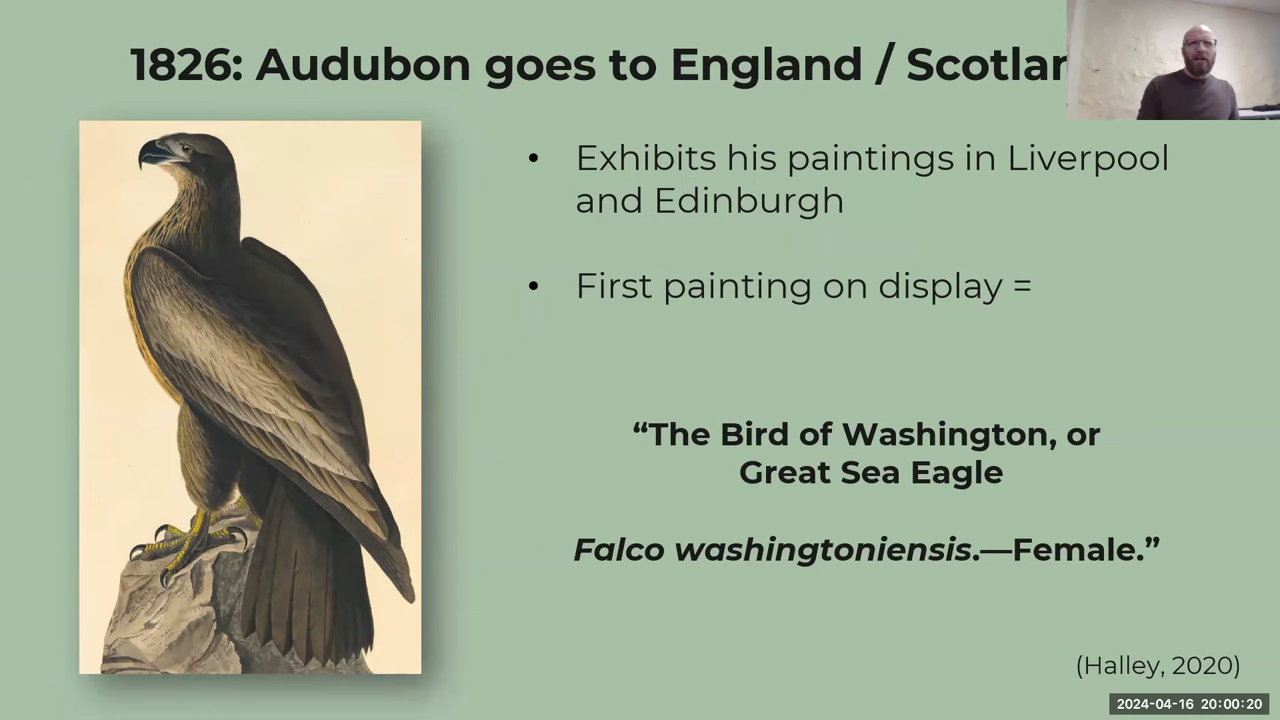 1826: Audubon goes to England / Scotlan
• Exhibits his paintings in Liverpool
and Edinburgh
• First painting on display =
“The Bird of Washington, or
Great Sea Eagle
Falco washingtoniensis.—Female.”
(Halley, 2020)
2024-04-16 20:00:20